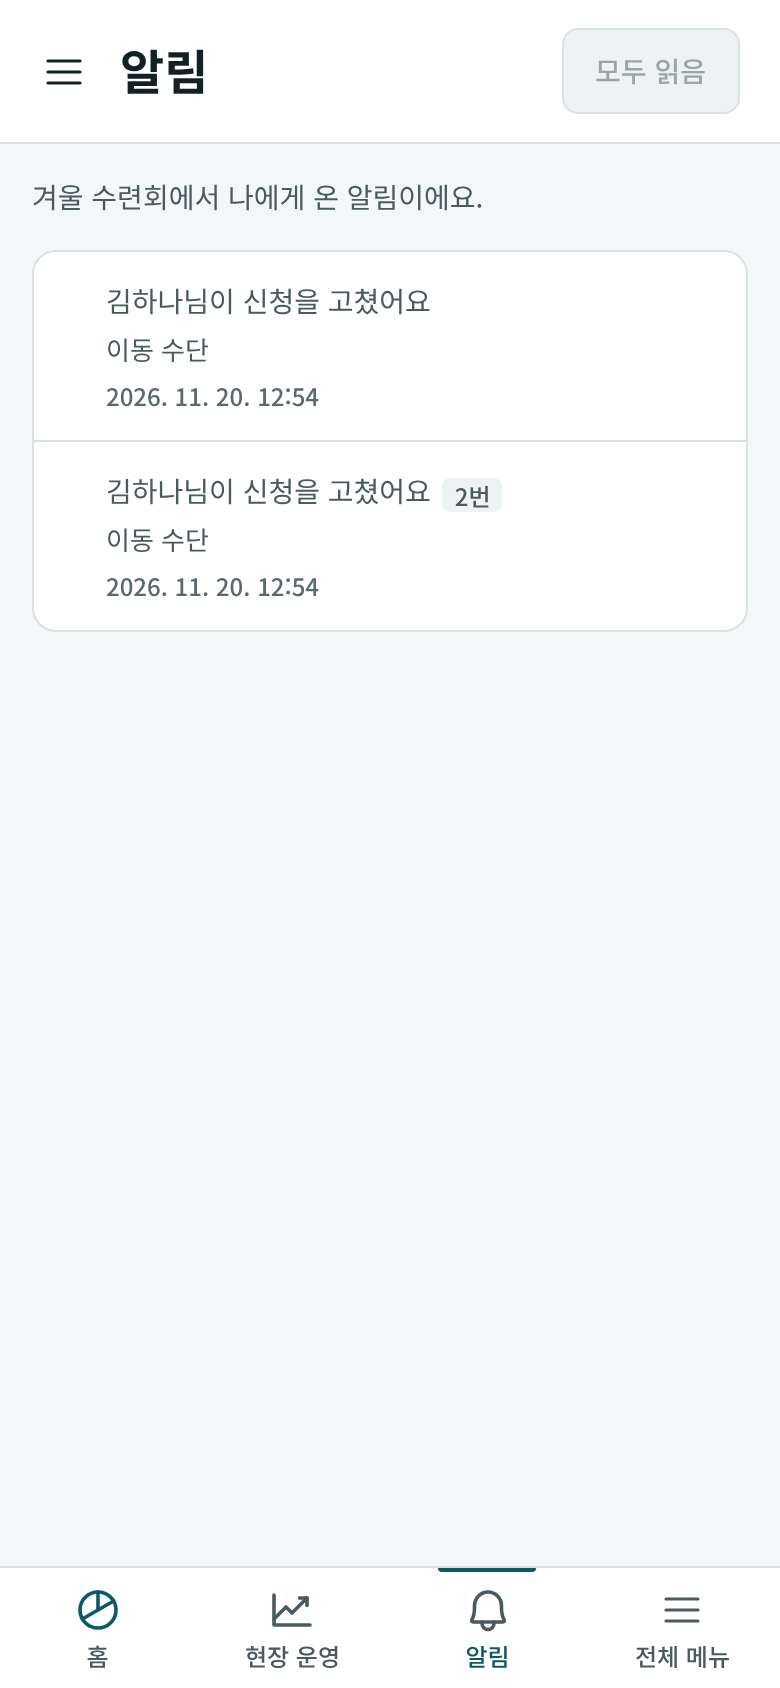 알림
모두 읽음
겨울 수련회에서 나에게 온 알림이에요.
김하나님이 신청을 고쳤어요
이동 수단
2026. 11. 20. 12:54
김하나님이 신청을 고쳤어요 2번
이동 수단
2026. 11. 20. 12:54
홈
현장 운영
알림
전체 메뉴